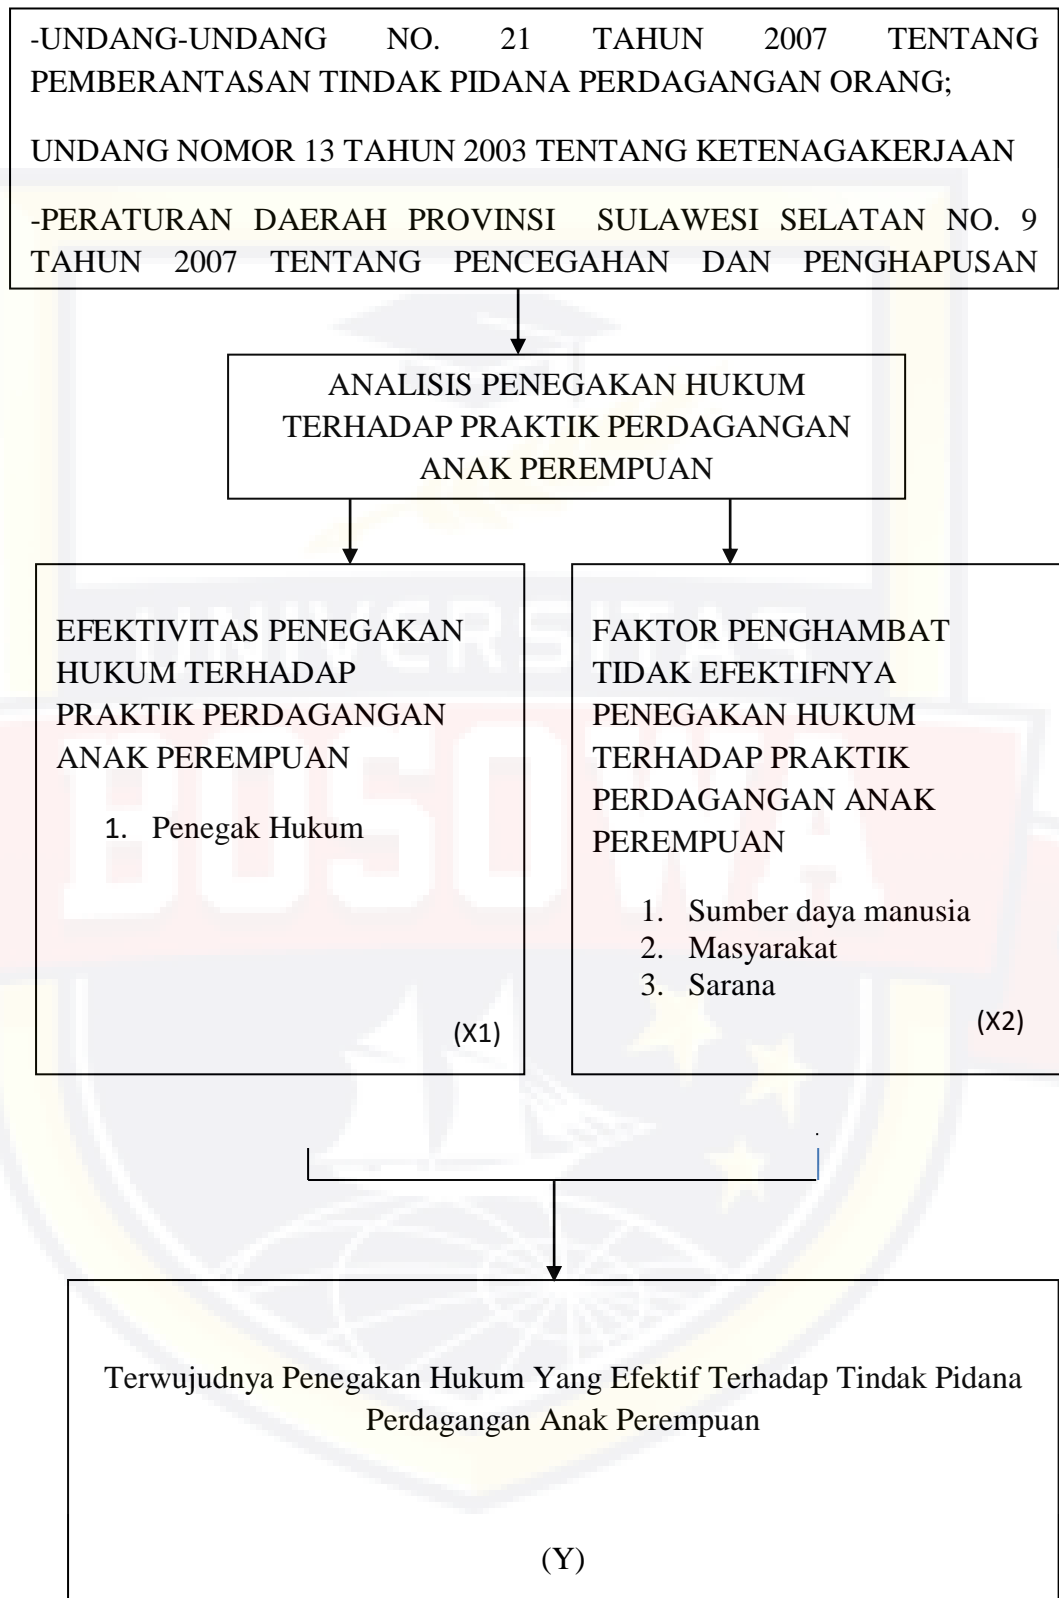 -UNDANG-UNDANG NO. 21 TAHUN 2007 TENTANG
PEMBERANTASAN TINDAK PIDANA PERDAGANGAN ORANG;
UNDANG NOMOR 13 TAHUN 2003 TENTANG KETENAGAKERJAAN
-PERATURAN DAERAH PROVINSI SULAWESI SELATAN NO. 9
TAHUN 2007 TENTANG PENCEGAHAN DAN PENGHAPUSAN
ANALISIS PENEGAKAN HUKUM
TERHADAP PRAKTIK PERDAGANGAN
ANAK PEREMPUAN
EFEKTIVITAS PENEGAKAN
HUKUM TERHADAP
PRAKTIK PERDAGANGAN
ANAK PEREMPUAN
1. Penegak Hukum
(X1)
FAKTOR PENGHAMBAT
TIDAK EFEKTIFNYA
PENEGAKAN HUKUM
TERHADAP PRAKTIK
PERDAGANGAN ANAK
PEREMPUAN
1. Sumber daya manusia
2. Masyarakat
3. Sarana
(X2)
UNIVERSITAS
BOSOWA
.
Terwujudnya Penegakan Hukum Yang Efektif Terhadap Tindak Pidana
Perdagangan Anak Perempuan
(Y)